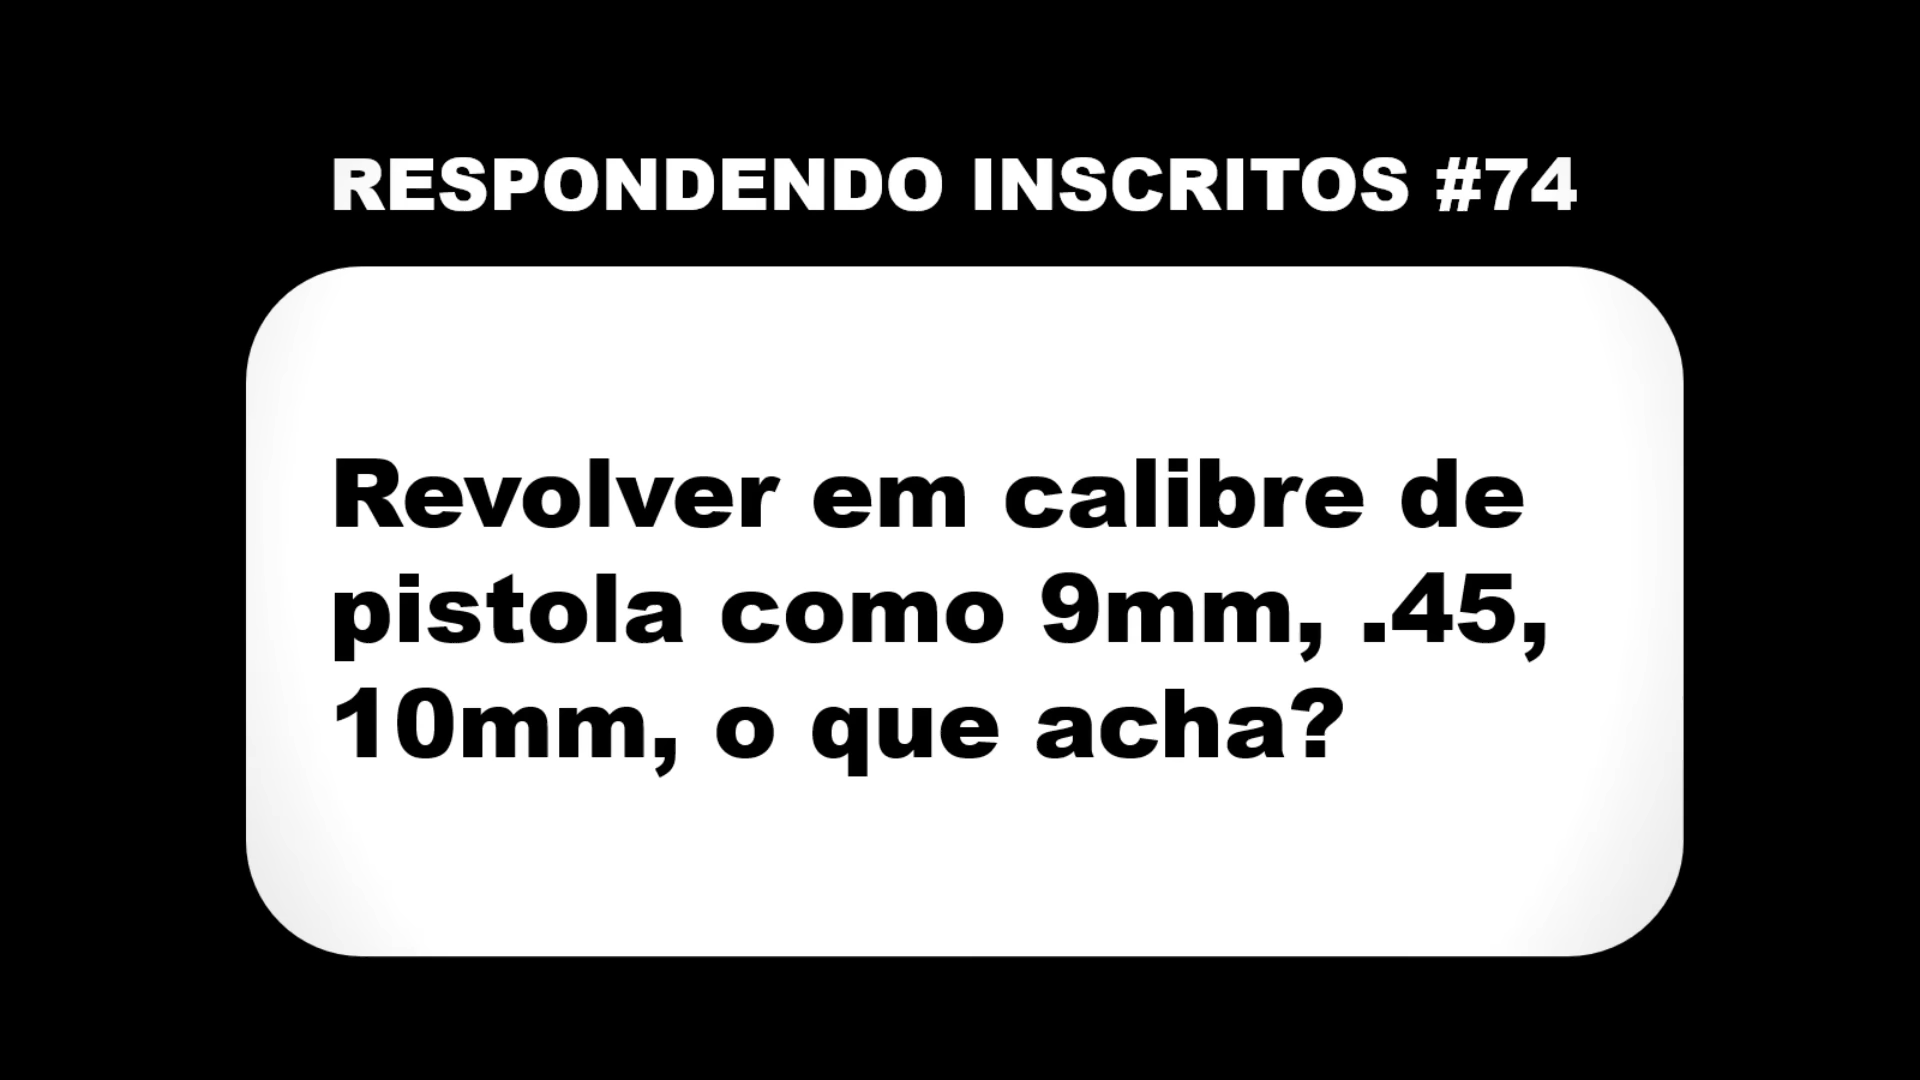 RESPONDENDO INSCRITOS #74
Revolver em calibre de
pistola como 9mm, .45,
10mm, o que acha?